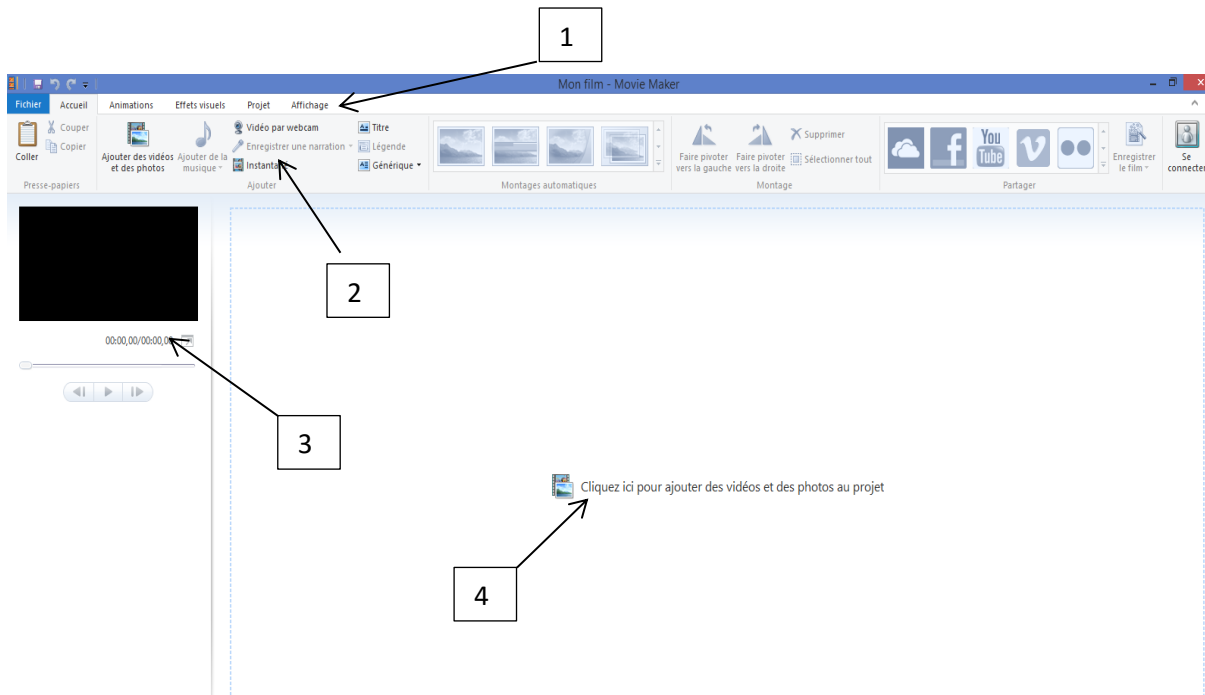 1
Mon film - Movie Maker
Fichier Accueil Animations Effets visuels Projet Affichage
Coller
Couper
Copier
Presse-papiers
Ajouter des vidéos
et des photos
Ajouter de la
musique
Vidéo par webcam
Enregistrer une narration
Titre
Légende
Générique
Ajouter
Montages automatiques
Faire pivoter
vers la gauche
Faire pivoter
vers la droite
Supprimer
Sélectionner tout
Montage
f
You
Tube
V
Partager
Enregistrer
le film
Se
connecter
2
00:00,00/00:00,00
3
Cliquez ici pour ajouter des vidéos et des photos au projet
4